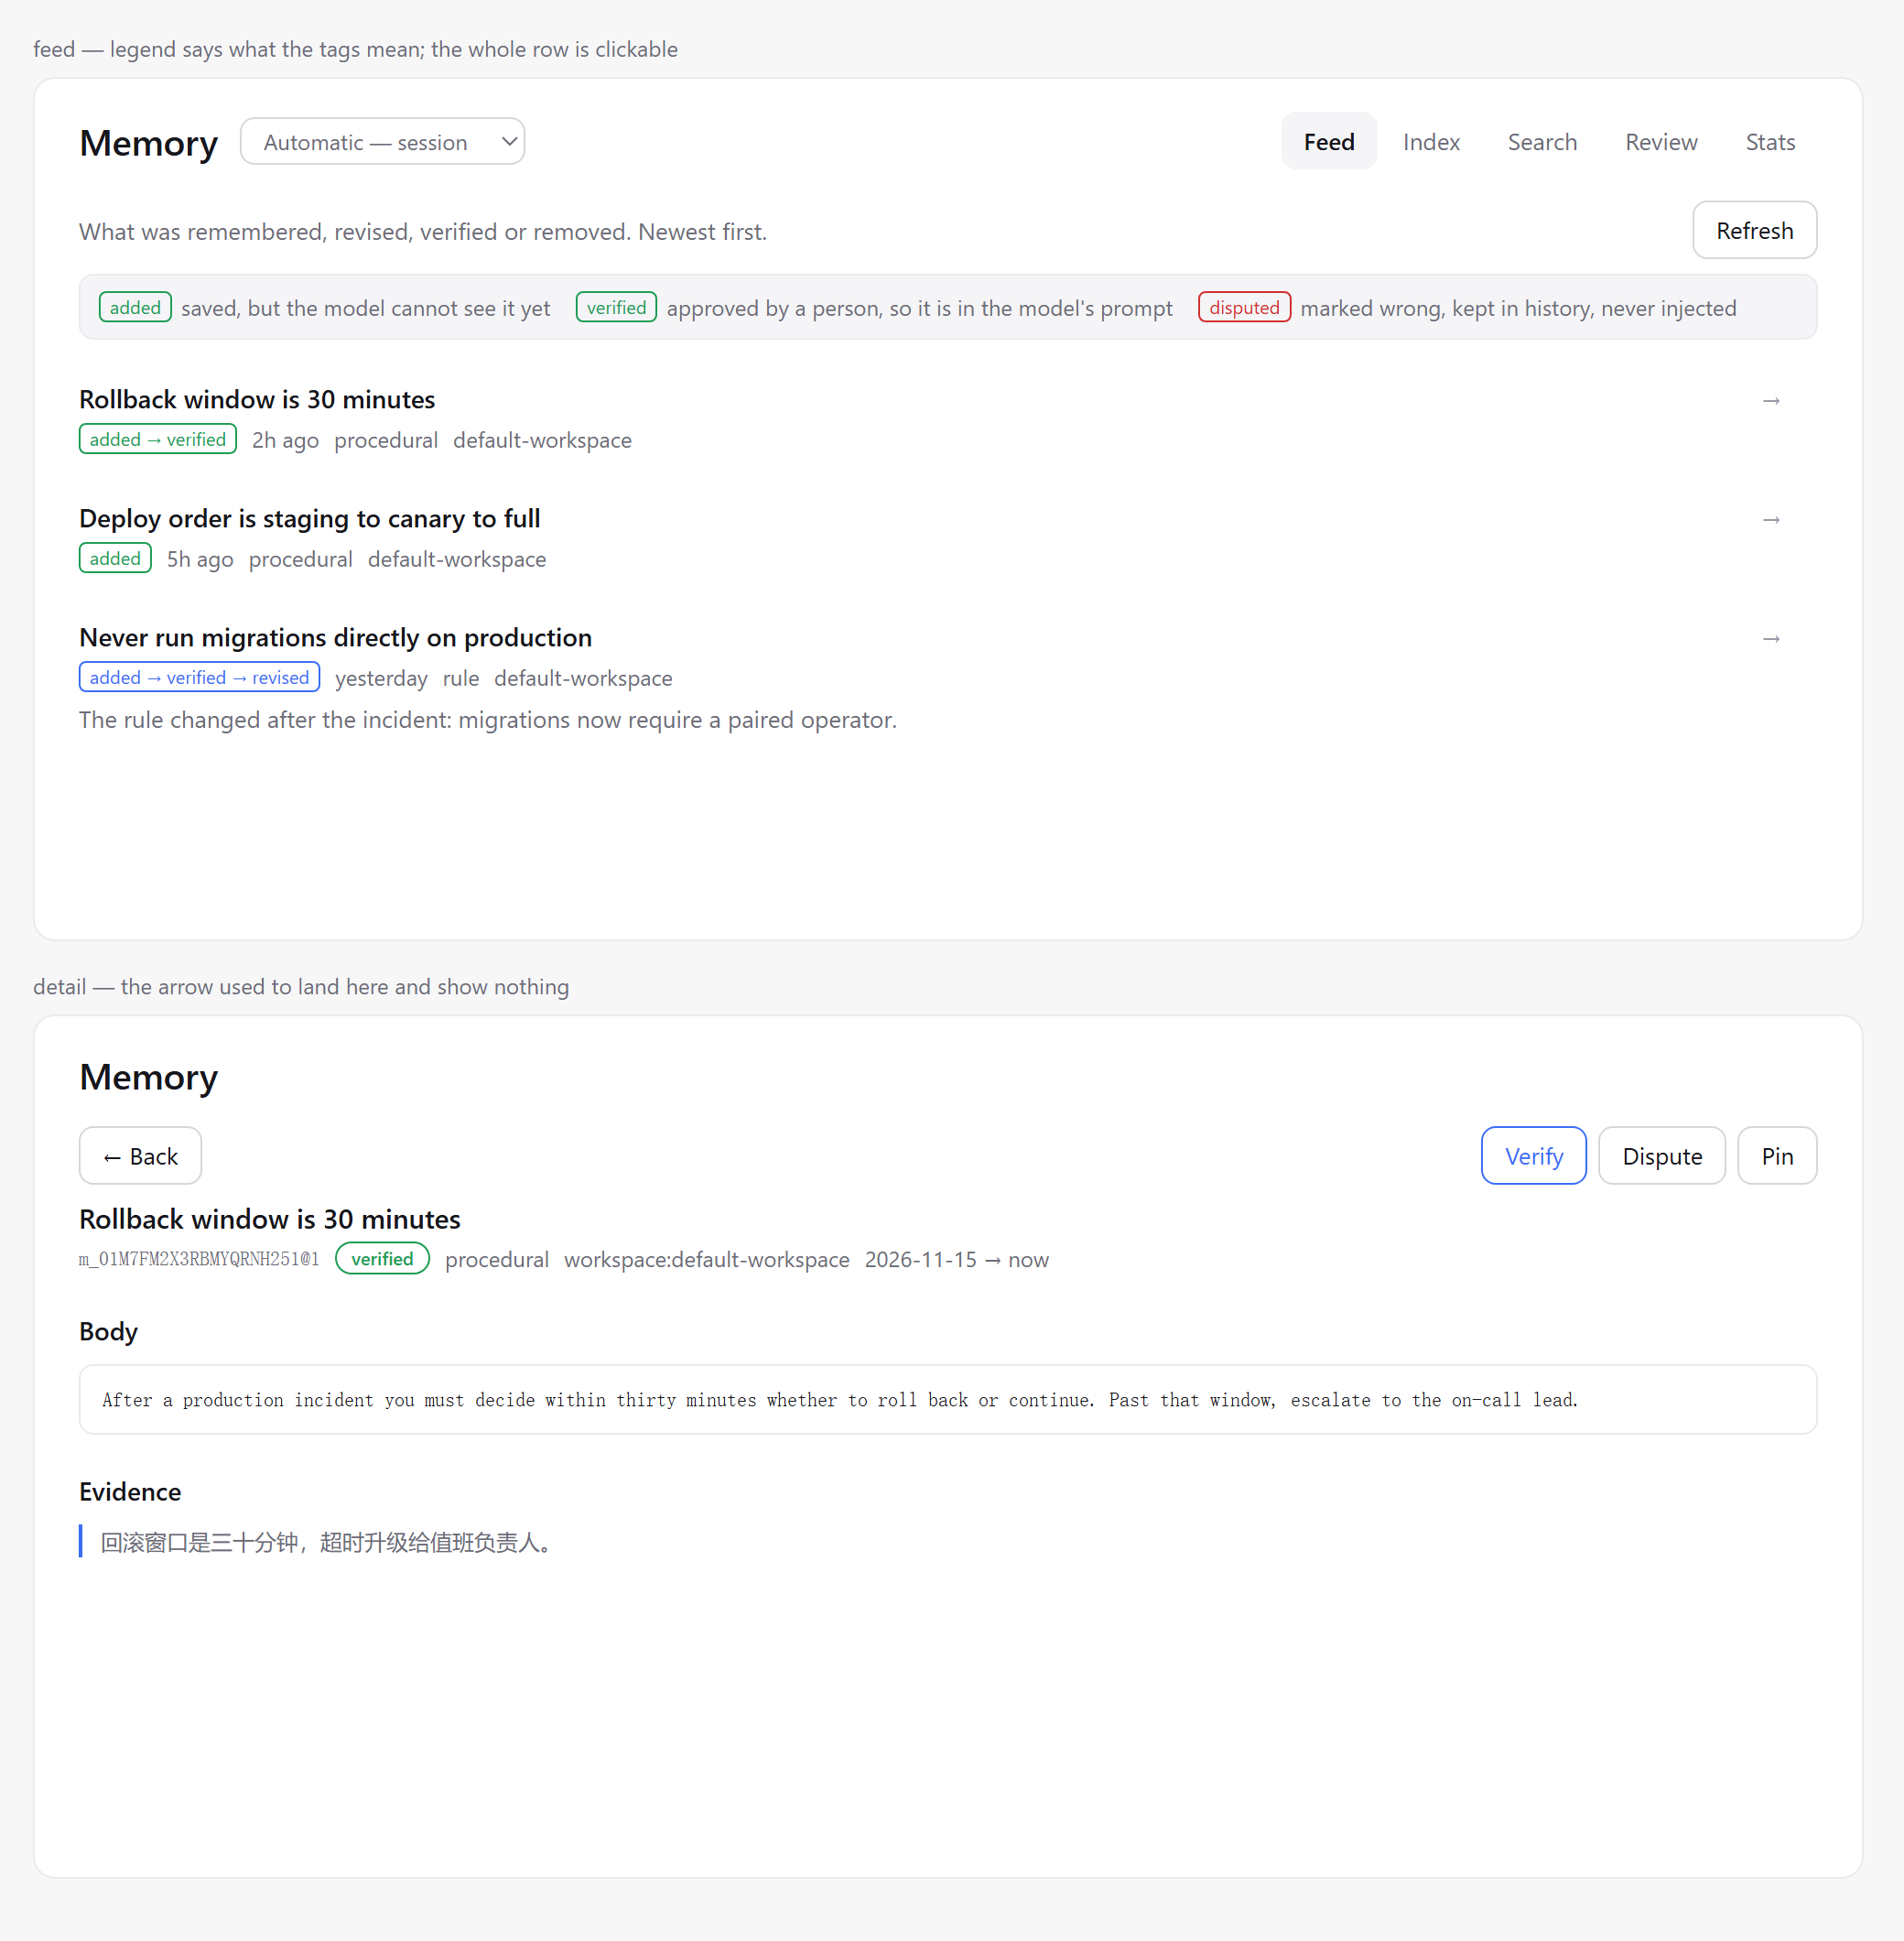 feed — legend says what the tags mean; the whole row is clickable
Memory Automatic — session Feed Index Search Review Stats
What was remembered, revised, verified or removed. Newest first. Refresh
added saved, but the model cannot see it yet verified approved by a person, so it is in the model's prompt disputed marked wrong, kept in history, never injected
Rollback window is 30 minutes →
added → verified 2h ago procedural default-workspace
Deploy order is staging to canary to full →
added 5h ago procedural default-workspace
Never run migrations directly on production →
added → verified → revised yesterday rule default-workspace
The rule changed after the incident: migrations now require a paired operator.
detail — the arrow used to land here and show nothing
Memory
← Back Verify Dispute Pin
Rollback window is 30 minutes
m_01M7FM2X3RBMYQRNH251@1 verified procedural workspace:default-workspace 2026-11-15 → now
Body
After a production incident you must decide within thirty minutes whether to roll back or continue. Past that window, escalate to the on-call lead.
Evidence
回滚窗口是三十分钟，超时升级给值班负责人。